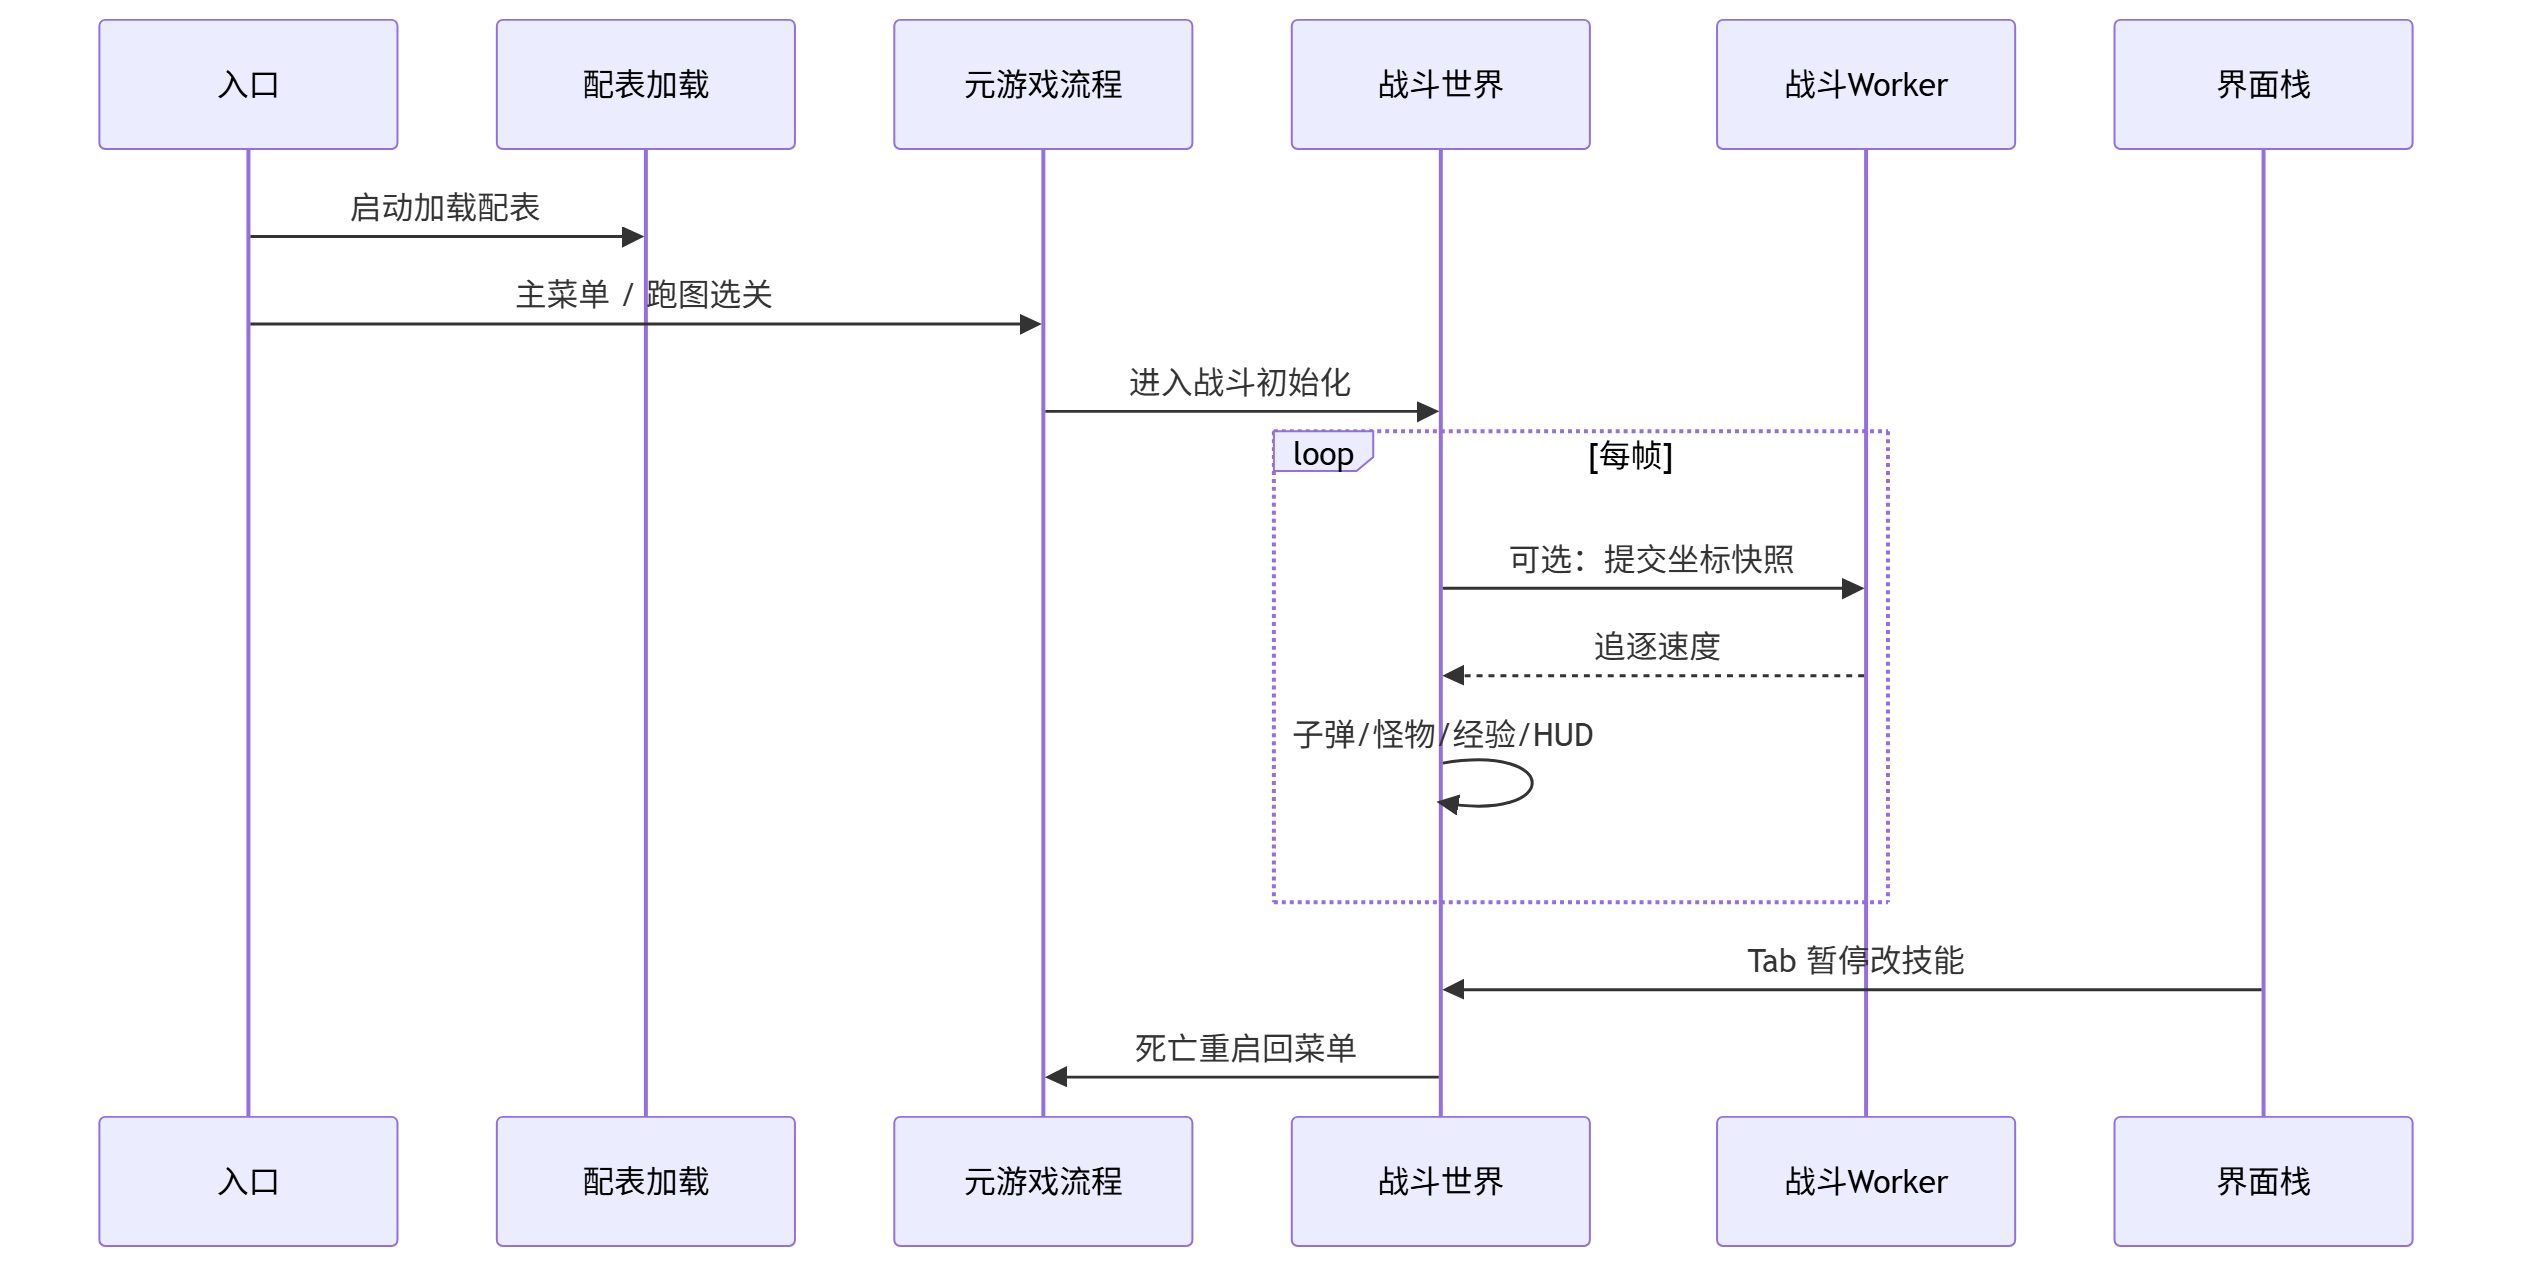 入口
配表加载
元游戏流程
战斗世界
战斗Worker
界面栈
启动加载配表
主菜单 / 跑图选关
进入战斗初始化
loop
[每帧]
可选：提交坐标快照
追逐速度
子弹/怪物/经验/HUD
Tab 暂停改技能
死亡重启回菜单
入口
配表加载
元游戏流程
战斗世界
战斗Worker
界面栈